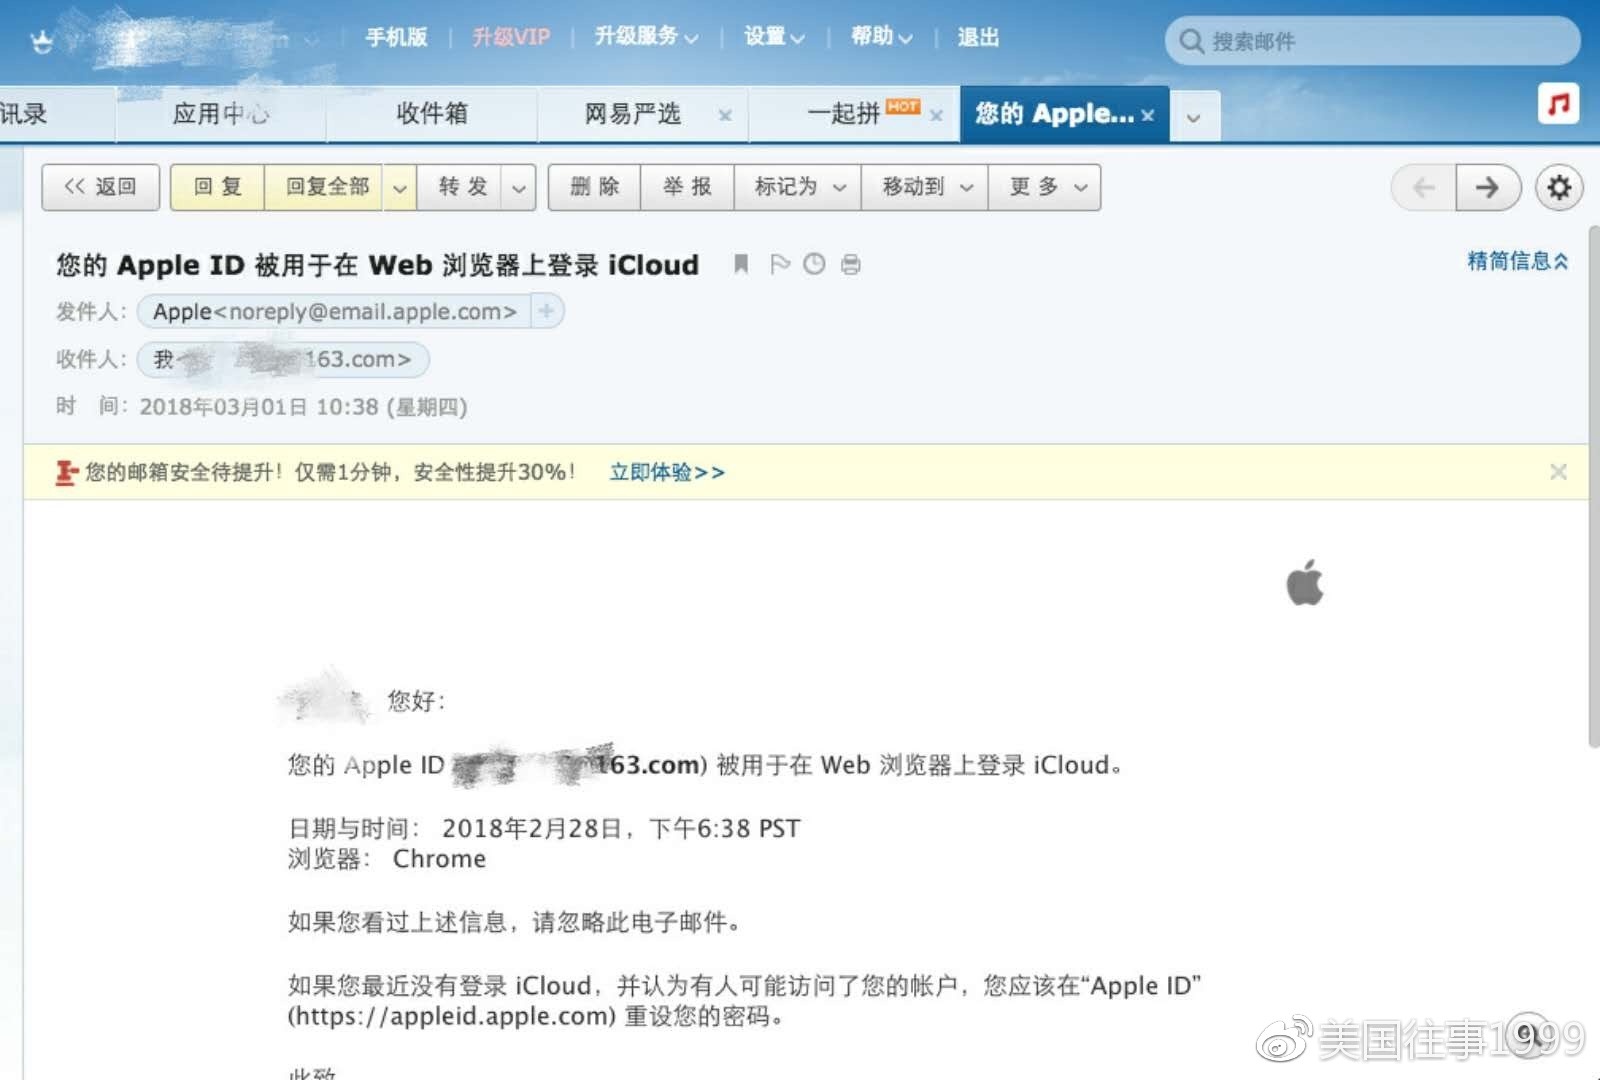 手机版 升级VIP 升级服务 设置 帮助 退出 搜索邮件
讯录 应用中心 收件箱 网易严选 一起拼 HOT 您的 Apple...
<< 返回 回 复 回复全部 转 发 删 除 举 报 标记为 移动到 更 多
您的 Apple ID 被用于在 Web 浏览器上登录 iCloud 精简信息
发件人： Apple<noreply@email.apple.com> +
收件人： 我 163.com>
时 间： 2018年03月01日 10:38 (星期四)
您的邮箱安全待提升！仅需1分钟，安全性提升30%！ 立即体验>>
您好：
您的 Apple ID 163.com) 被用于在 Web 浏览器上登录 iCloud。
日期与时间： 2018年2月28日，下午6:38 PST
浏览器： Chrome
如果您看过上述信息，请忽略此电子邮件。
如果您最近没有登录 iCloud，并认为有人可能访问了您的帐户，您应该在“Apple ID”
(https://appleid.apple.com) 重设您的密码。
此致
美国往事1999